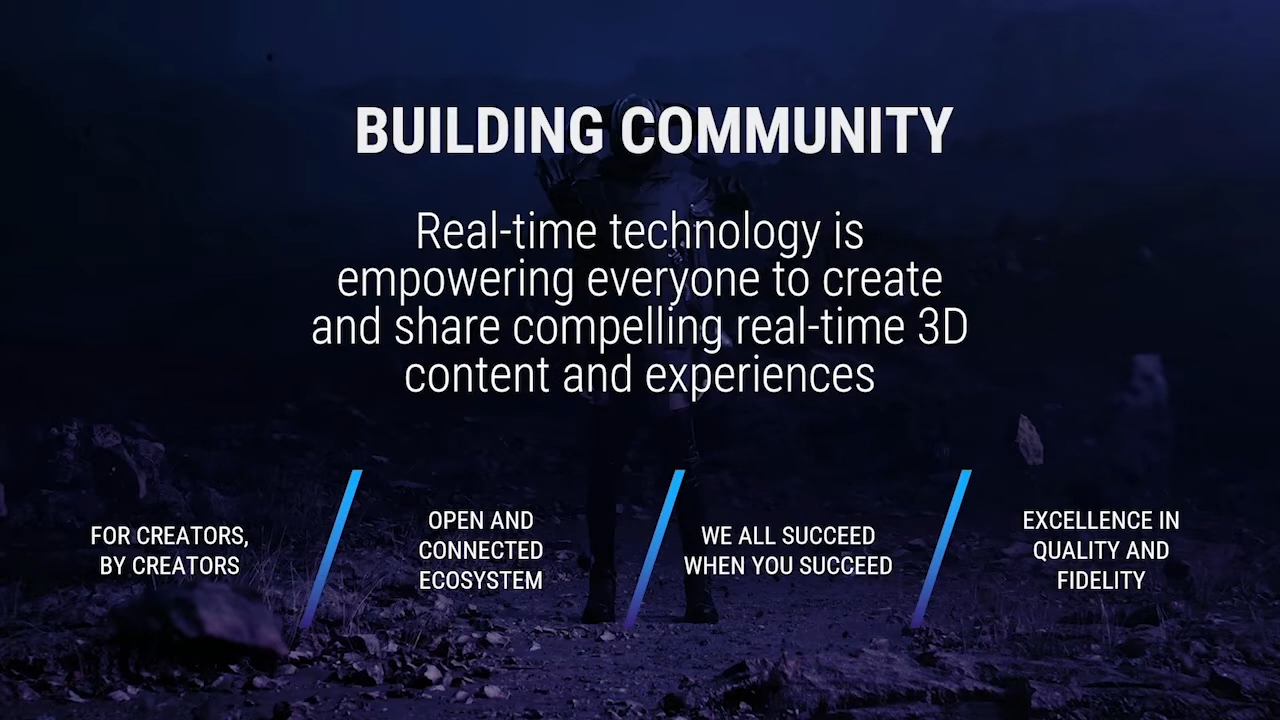 BUILDING COMMUNITY
Real-time technology is
empowering everyone to create
and share compelling real-time 3D
content and experiences
FOR CREATORS,
BY CREATORS
OPEN AND
CONNECTED
ECOSYSTEM
WE ALL SUCCEED
WHEN YOU SUCCEED
EXCELLENCE IN
QUALITY AND
FIDELITY